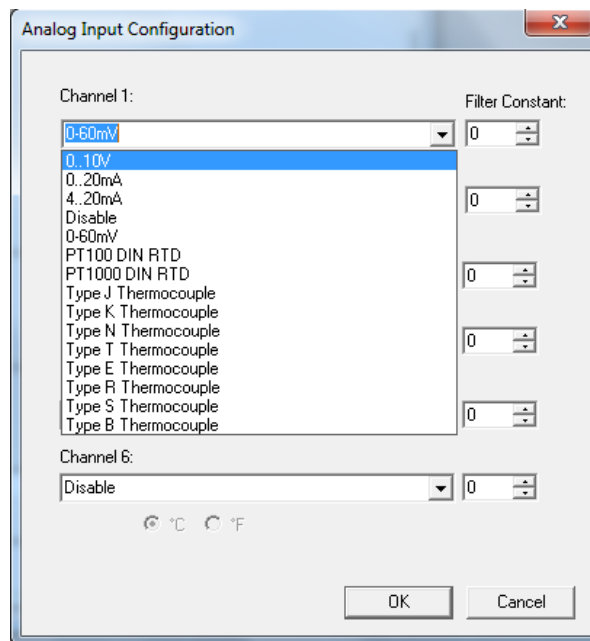 Analog Input Configuration
Channel 1:
Filter Constant:
0-60mV
0
0..10V
0..20mA
4..20mA
Disable
0-60mV
PT100 DIN RTD
PT1000 DIN RTD
Type J Thermocouple
Type K Thermocouple
Type N Thermocouple
Type T Thermocouple
Type E Thermocouple
Type R Thermocouple
Type S Thermocouple
Type B Thermocouple
0
0
0
0
Channel 6:
Disable
0
°C °F
OK Cancel